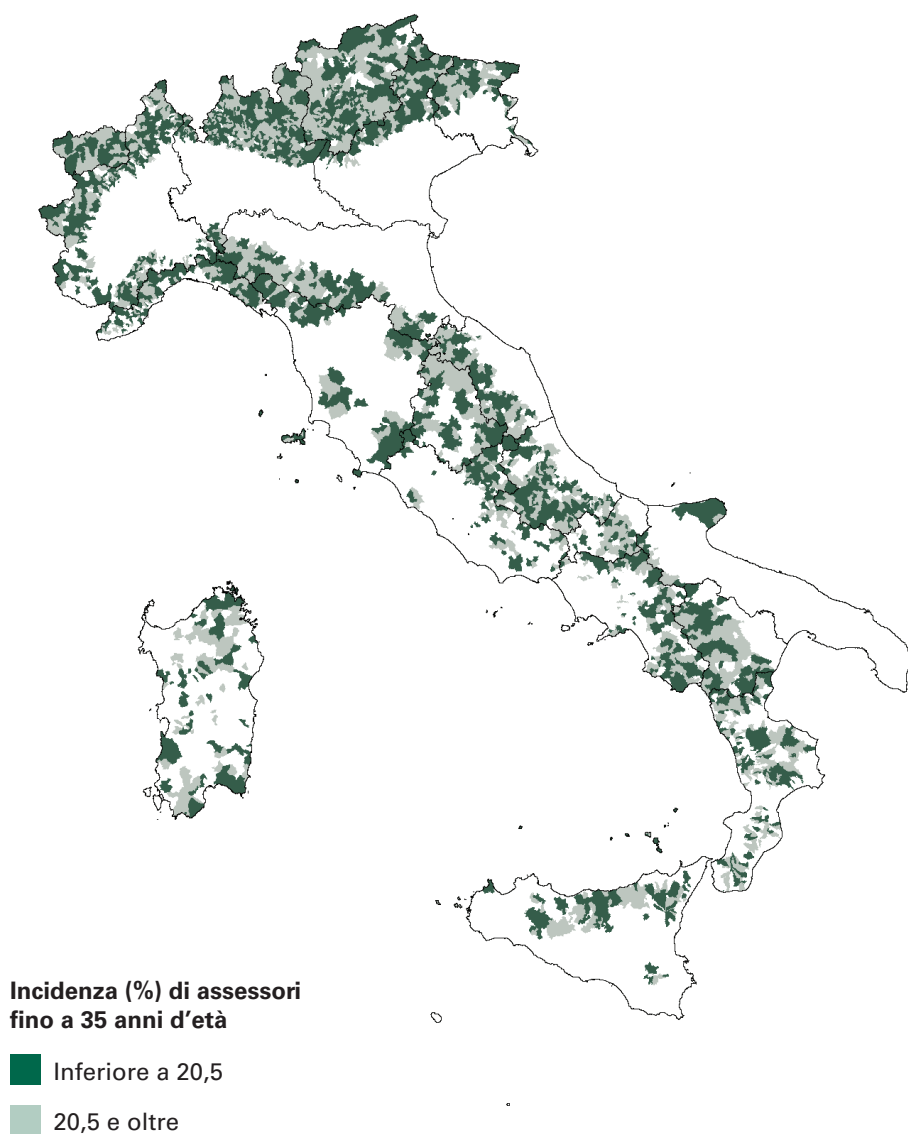 Incidenza (%) di assessori
fino a 35 anni d'età
Inferiore a 20,5
20,5 e oltre